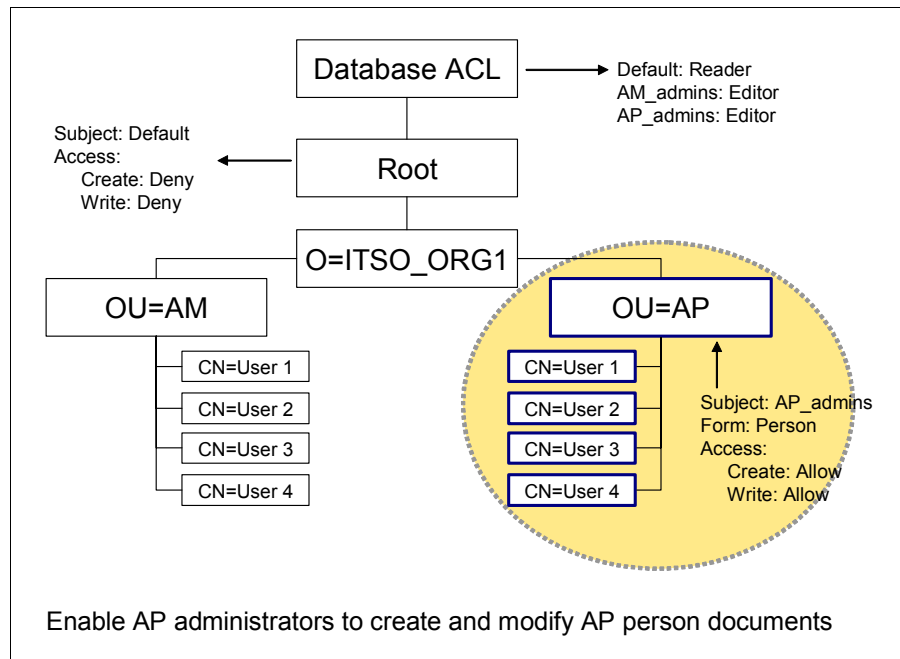 Database ACL
Default: Reader
AM_admins: Editor
AP_admins: Editor
Subject: Default
Access:
Create: Deny
Write: Deny
Root
O=ITSO_ORG1
OU=AM
CN=User 1
CN=User 2
CN=User 3
CN=User 4
OU=AP
CN=User 1
CN=User 2
CN=User 3
CN=User 4
Subject: AP_admins
Form: Person
Access:
Create: Allow
Write: Allow
Enable AP administrators to create and modify AP person documents